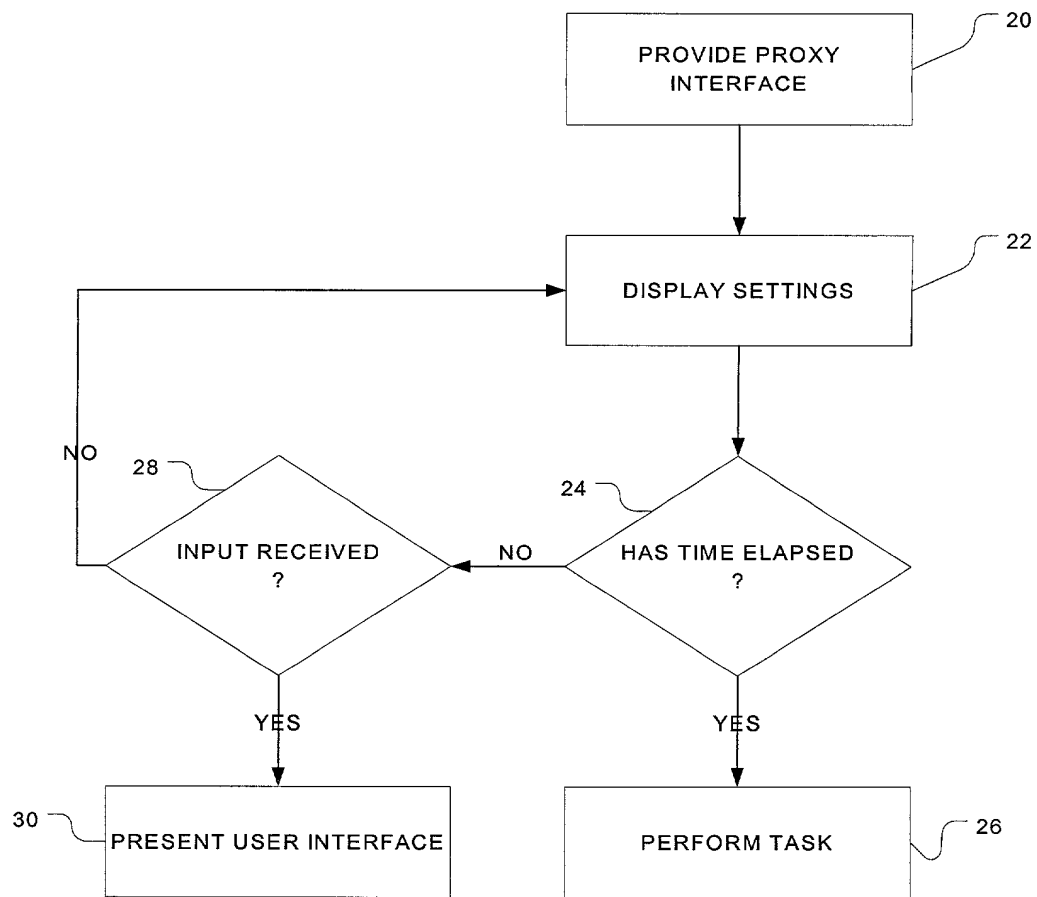 20
PROVIDE PROXY
INTERFACE
22
DISPLAY SETTINGS
NO
28
INPUT RECEIVED
?
NO
24
HAS TIME ELAPSED
?
YES
YES
30
PRESENT USER INTERFACE
PERFORM TASK
26